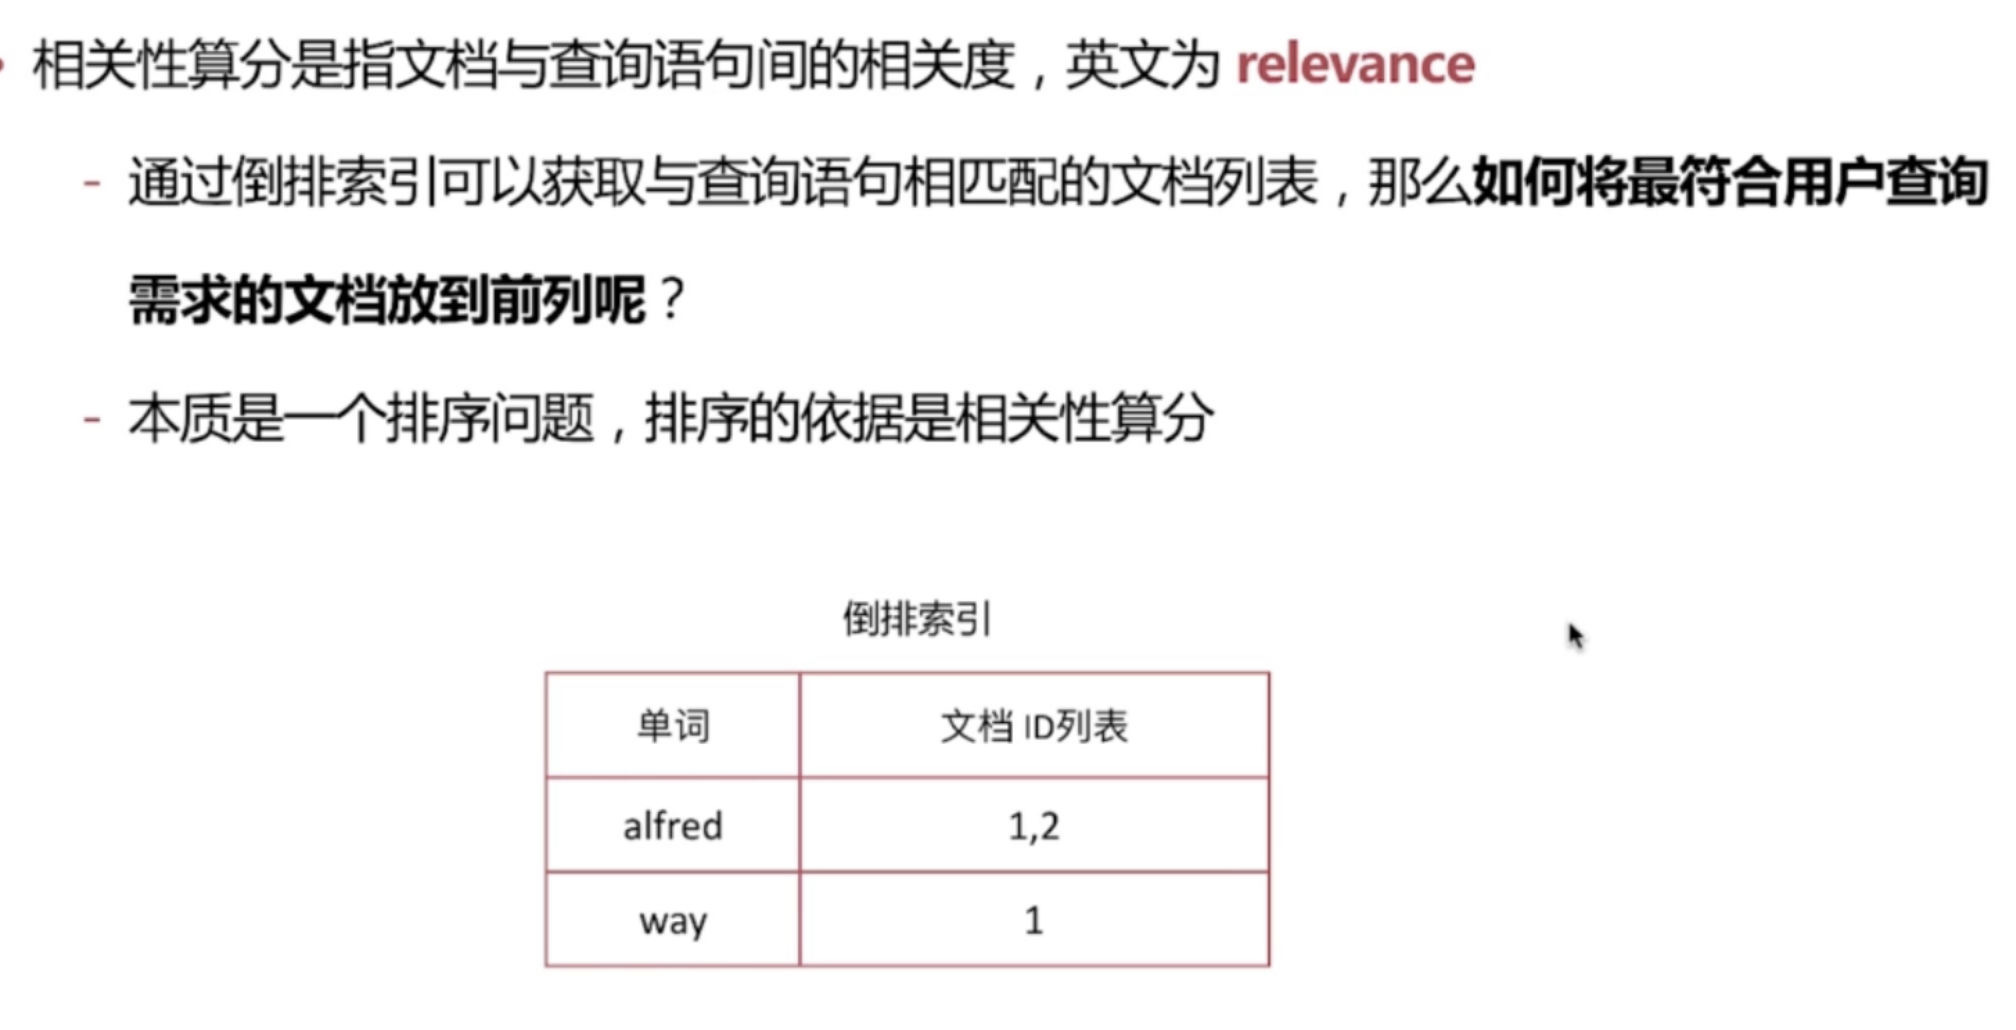 • 相关性算分是指文档与查询语句间的相关度，英文为 relevance
- 通过倒排索引可以获取与查询语句相匹配的文档列表，那么如何将最符合用户查询
需求的文档放到前列呢？
- 本质是一个排序问题，排序的依据是相关性算分
倒排索引
单词 文档 ID列表
alfred 1,2
way 1